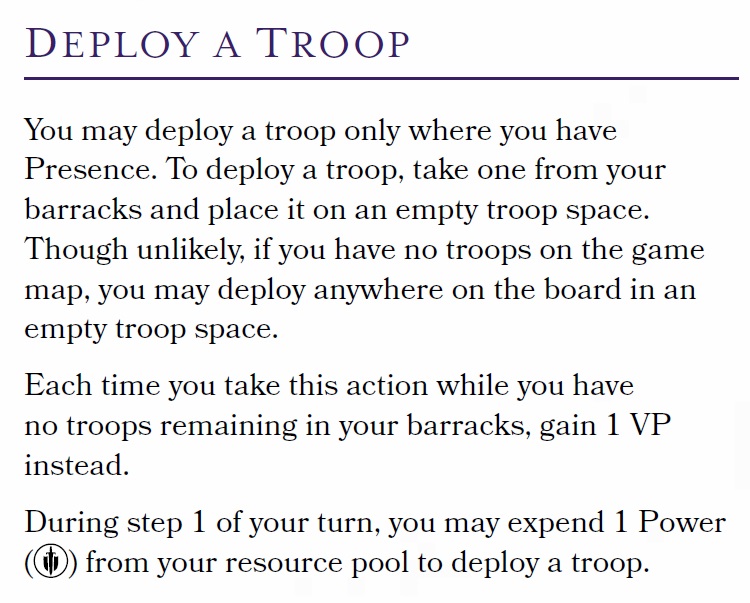 DEPLOY A TROOP
You may deploy a troop only where you have
Presence. To deploy a troop, take one from your
barracks and place it on an empty troop space.
Though unlikely, if you have no troops on the game
map, you may deploy anywhere on the board in an
empty troop space.
Each time you take this action while you have
no troops remaining in your barracks, gain 1 VP
instead.
During step 1 of your turn, you may expend 1 Power
() from your resource pool to deploy a troop.